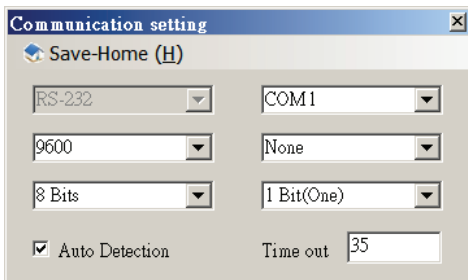 Communication setting
Save-Home (H)
RS-232 COM1
9600 None
8 Bits 1 Bit(One)
Auto Detection Time out 35